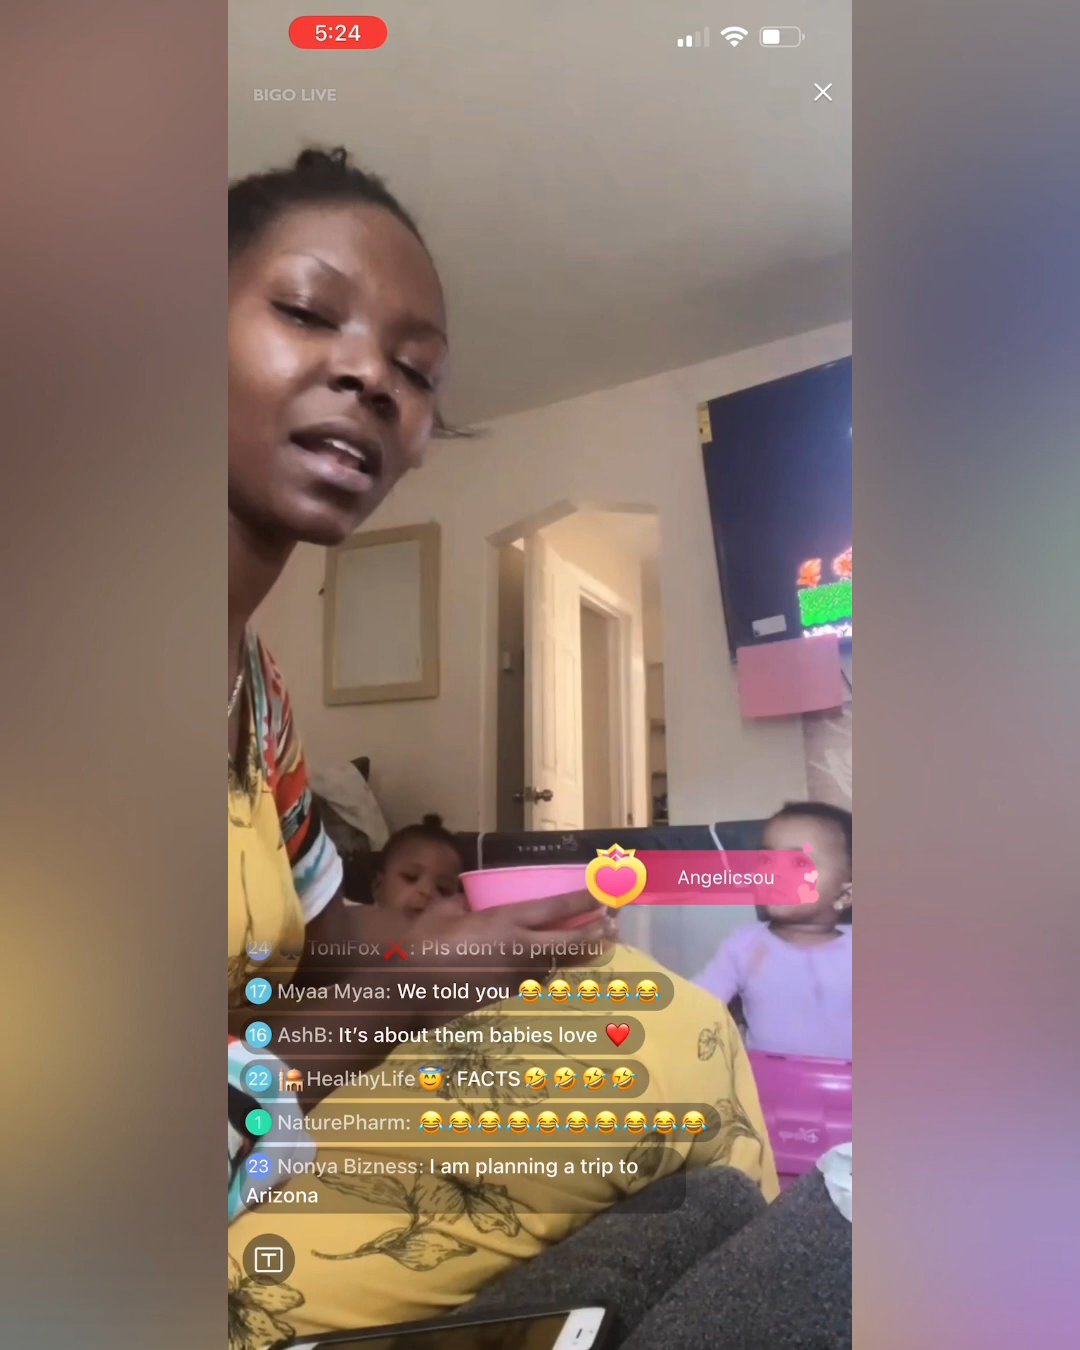 5:24
BIGO LIVE
Angelicsou
24 ToniFox❌: Pls don't b prideful
17 Myaa Myaa: We told you 😂😂😂😂😂
16 AshB: It's about them babies love ❤️
22 🕌HealthyLife😇: FACTS🤣🤣🤣🤣
1 NaturePharm: 😂😂😂😂😂😂😂😂😂😂
23 Nonya Bizness: I am planning a trip to
Arizona
T